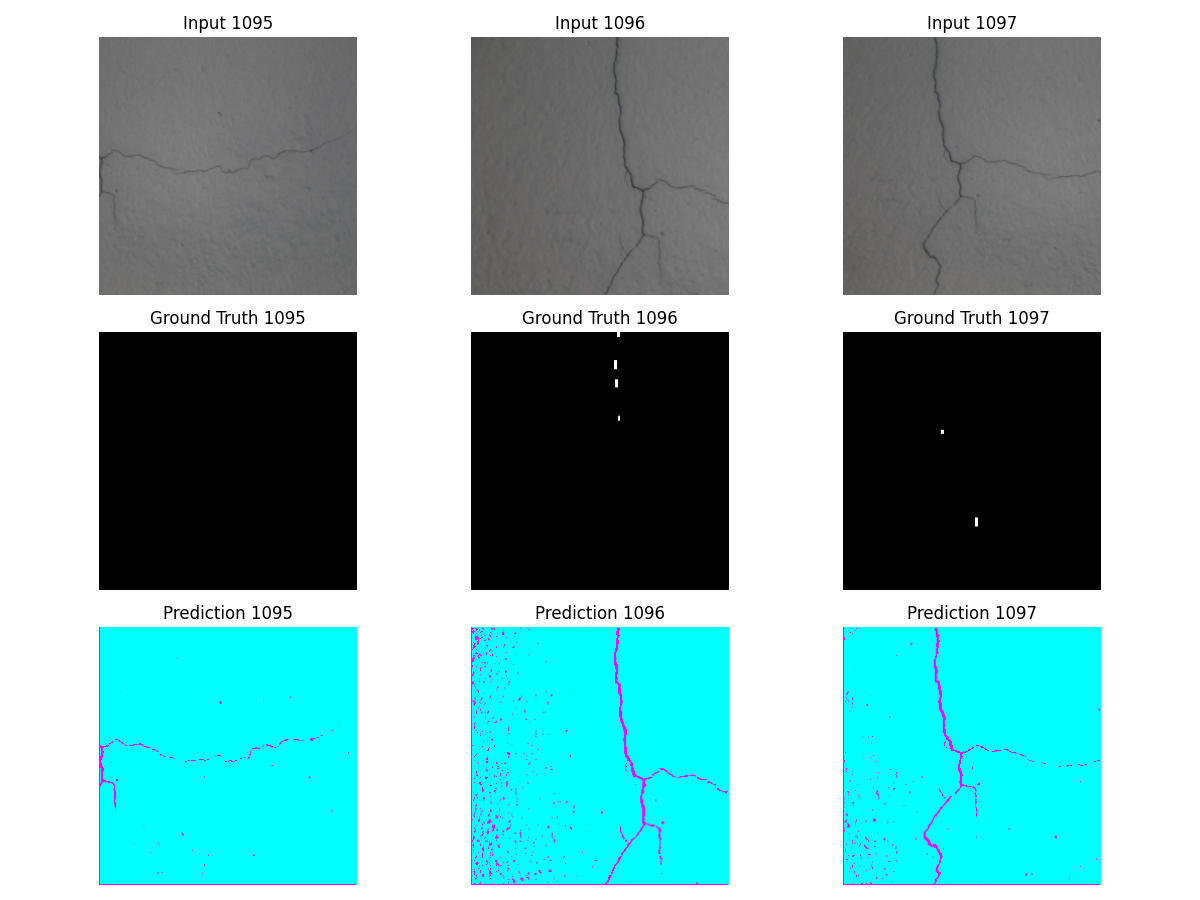 Input 1095
Input 1096
Input 1097
Ground Truth 1095
Ground Truth 1096
Ground Truth 1097
Prediction 1095
Prediction 1096
Prediction 1097